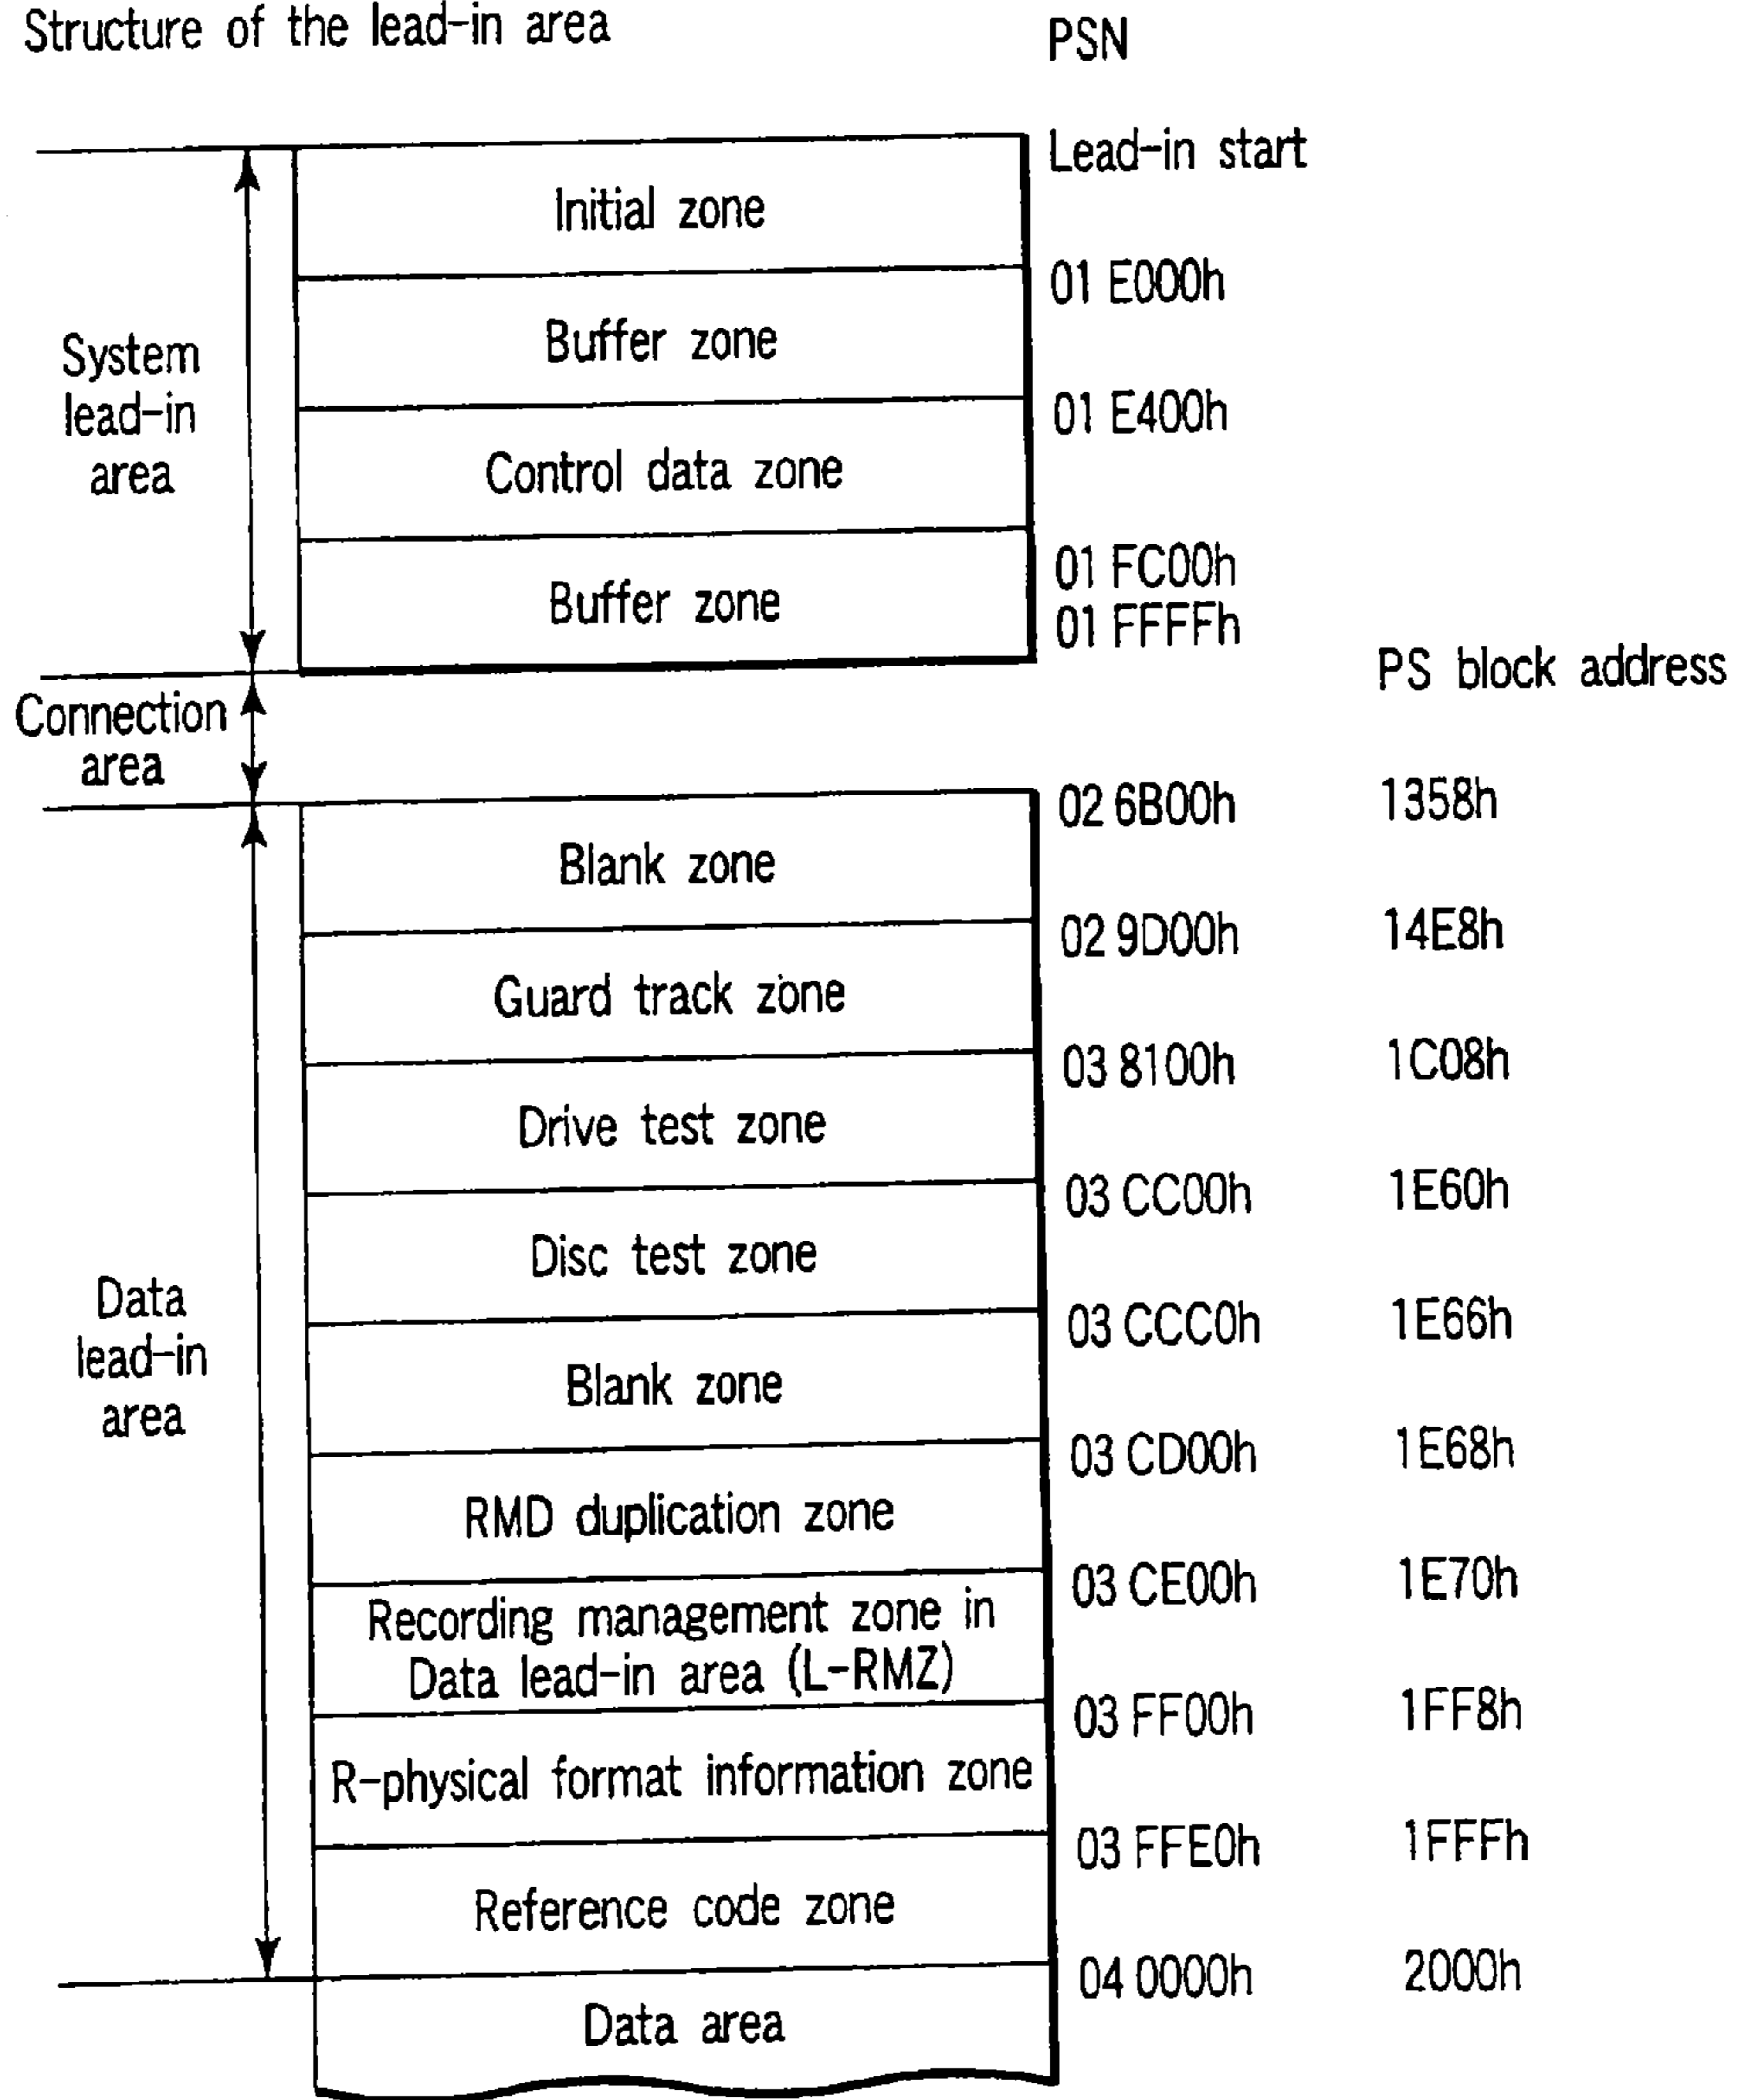 Structure of the lead-in area
PSN
Lead-in start
Initial zone
01 E000h
Buffer zone
System
lead-in
area
01 E400h
Control data zone
01 FC00h
Buffer zone
01 FFFFh
PS block address
Connection
area
02 6B00h 1358h
Blank zone
02 9D00h 14E8h
Guard track zone
03 8100h 1C08h
Drive test zone
03 CC00h 1E60h
Disc test zone
Data
lead-in
area
03 CCC0h 1E66h
Blank zone
03 CD00h 1E68h
RMD duplication zone
03 CE00h 1E70h
Recording management zone in
Data lead-in area (L-RMZ)
03 FF00h 1FF8h
R-physical format information zone
03 FFE0h 1FFFh
Reference code zone
04 0000h 2000h
Data area